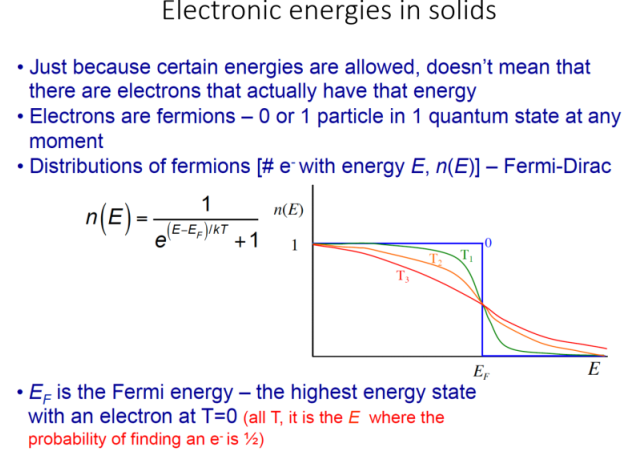 Electronic energies in solids
• Just because certain energies are allowed, doesn't mean that
there are electrons that actually have that energy
• Electrons are fermions – 0 or 1 particle in 1 quantum state at any
moment
• Distributions of fermions [# e⁻ with energy E, n(E)] – Fermi-Dirac
n(E) = 1 / (e^((E−E_F)/kT) + 1)
n(E)
1
0
T₁
T₂
T₃
E_F
E
• E_F is the Fermi energy – the highest energy state
with an electron at T=0 (all T, it is the E where the
probability of finding an e⁻ is ½)